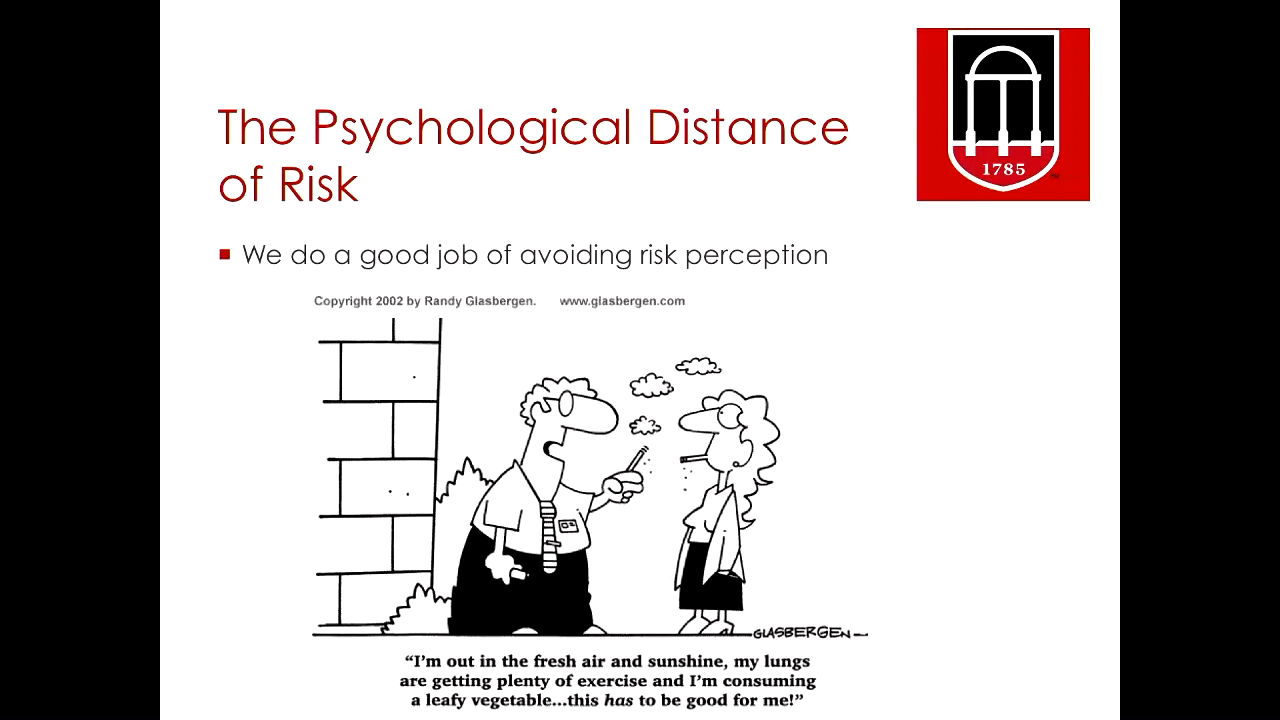 The Psychological Distance
of Risk
1785
We do a good job of avoiding risk perception
Copyright 2002 by Randy Glasbergen. www.glasbergen.com
GLASBERGEN
“I’m out in the fresh air and sunshine, my lungs
are getting plenty of exercise and I’m consuming
a leafy vegetable...this has to be good for me!”